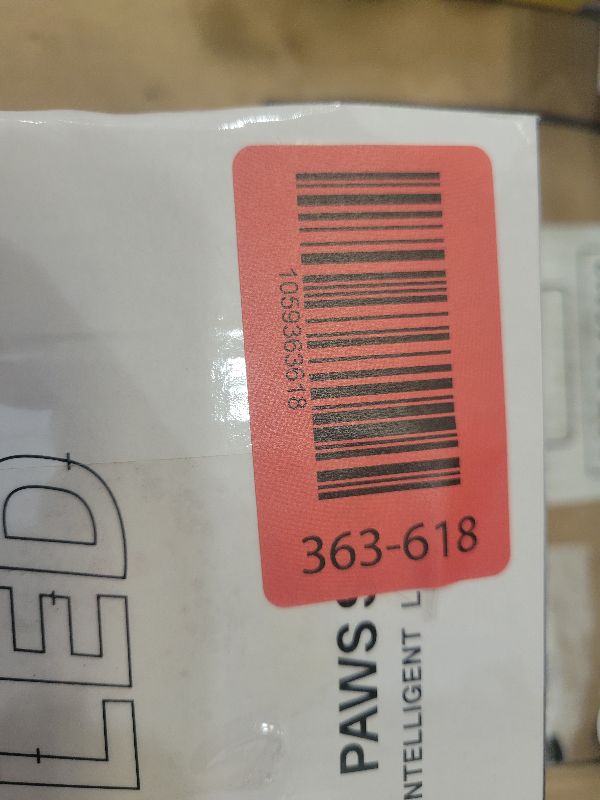 1059363618
363-618
LED
PAWS
INTELLIGENT L